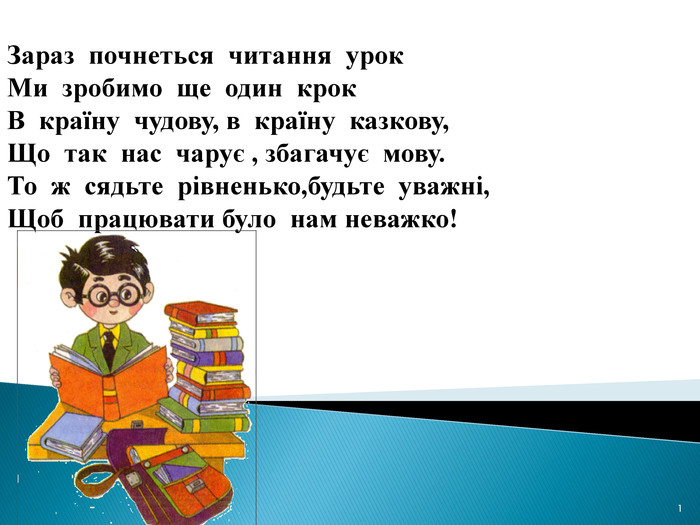 Зараз почнеться читання урок
Ми зробимо ще один крок
В країну чудову, в країну казкову,
Що так нас чарує , збагачує мову.
То ж сядьте рівненько,будьте уважні,
Щоб працювати було нам неважко!
1